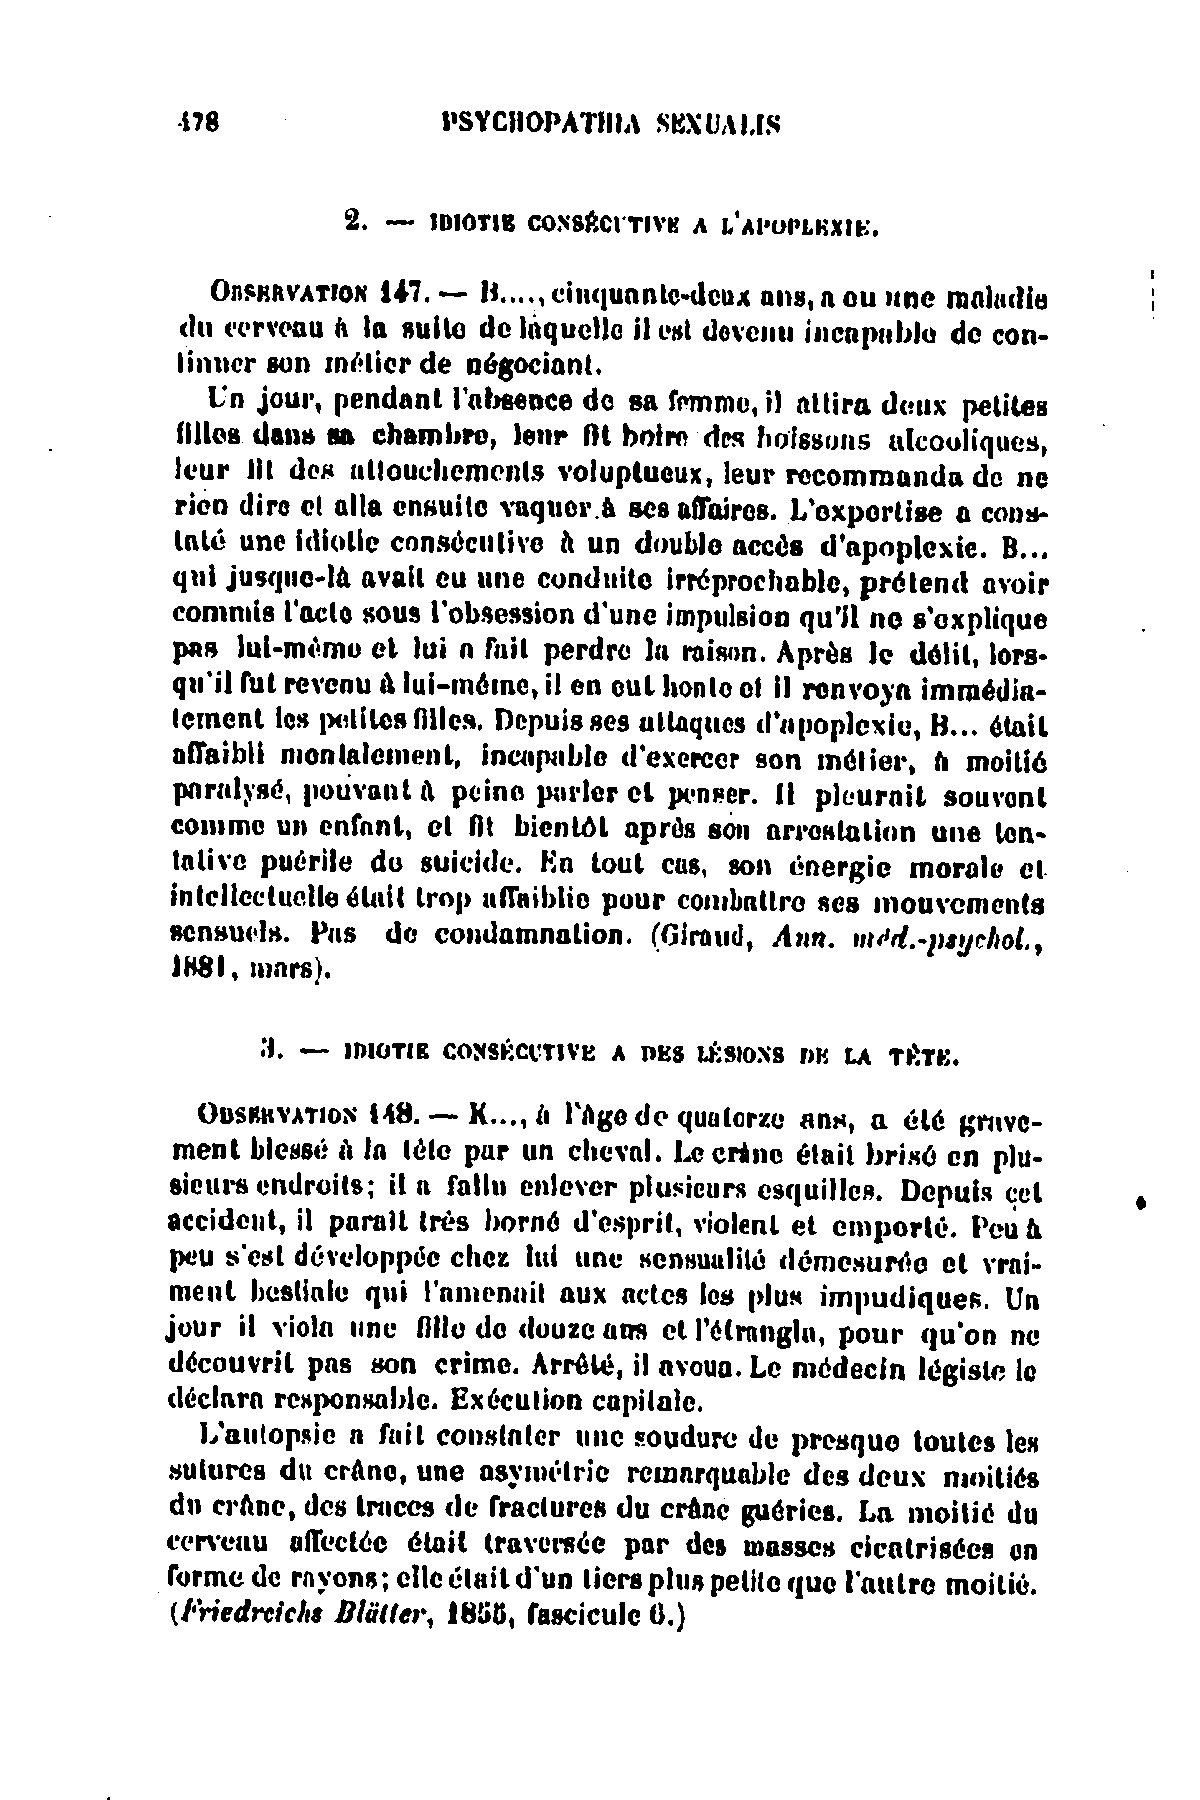 478 PSYCHOPATHIA SEXUALIS
2. — IDIOTIE CONSÉCUTIVE A L'APOPLEXIE.
OBSERVATION 147. — B...., cinquante-deux ans, a eu une maladie
du cerveau à la suite de laquelle il est devenu incapable de con-
tinuer son métier de négociant.
Un jour, pendant l'absence de sa femme, il attira deux petites
filles dans sa chambre, leur fit boire des boissons alcooliques,
leur fit des attouchements voluptueux, leur recommanda de ne
rien dire et alla ensuite vaquer à ses affaires. L'expertise a cons-
taté une idiotie consécutive à un double accès d'apoplexie. B...
qui jusque-là avait eu une conduite irréprochable, prétend avoir
commis l'acte sous l'obsession d'une impulsion qu'il ne s'explique
pas lui-même et lui a fait perdre la raison. Après le délit, lors-
qu'il fut revenu à lui-même, il en eut honte et il renvoya immédia-
tement les petites filles. Depuis ses attaques d'apoplexie, B... était
affaibli mentalement, incapable d'exercer son métier, à moitié
paralysé, pouvant à peine parler et penser. Il pleurait souvent
comme un enfant, et fit bientôt après son arrestation une ten-
tative puérile de suicide. En tout cas, son énergie morale et
intellectuelle était trop affaiblie pour combattre ses mouvements
sensuels. Pas de condamnation. (Giraud, Ann. méd.-psychol.,
1881, mars).
3. — IDIOTIE CONSÉCUTIVE A DES LÉSIONS DE LA TÊTE.
OBSERVATION 148. — K..., à l'âge de quatorze ans, a été grave-
ment blessé à la tête par un cheval. Le crâne était brisé en plu-
sieurs endroits; il a fallu enlever plusieurs esquilles. Depuis cet
accident, il paraît très borné d'esprit, violent et emporté. Peu à
peu s'est développée chez lui une sensualité démesurée et vrai-
ment bestiale qui l'amenait aux actes les plus impudiques. Un
jour il viola une fille de douze ans et l'étrangla, pour qu'on ne
découvrit pas son crime. Arrêté, il avoua. Le médecin légiste le
déclara responsable. Exécution capitale.
L'autopsie a fait constater une soudure de presque toutes les
sutures du crâne, une asymétrie remarquable des deux moitiés
du crâne, des traces de fractures du crâne guéries. La moitié du
cerveau affectée était traversée par des masses cicatrisées en
forme de rayons; elle était d'un tiers plus petite que l'autre moitié.
(Friedreichs Blätter, 1855, fascicule 6.)